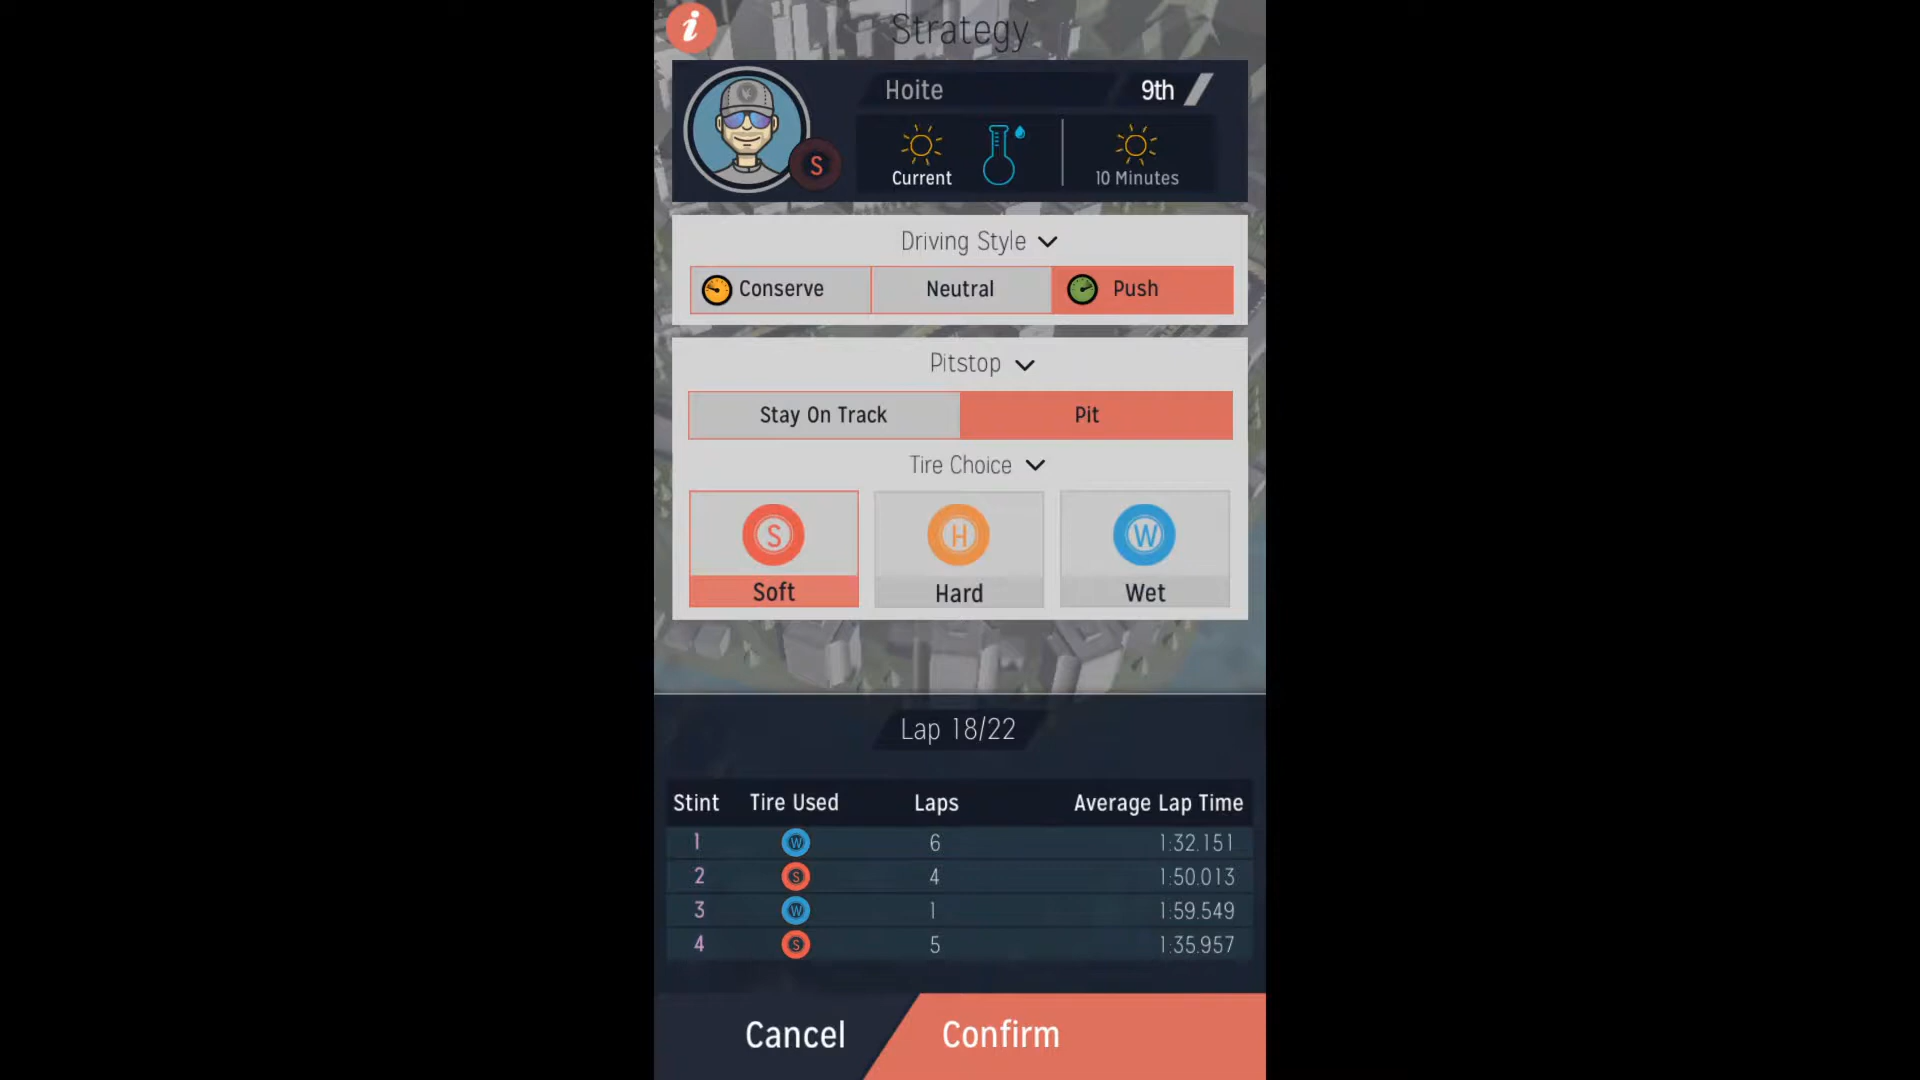 i
Strategy
Hoite 9th
S
Current 10 Minutes
Driving Style
Conserve Neutral Push
Pitstop
Stay On Track Pit
Tire Choice
S H W
Soft Hard Wet
Lap 18/22
Stint Tire Used Laps Average Lap Time
1 W 6 1:32.151
2 S 4 1:50.013
3 W 1 1:59.549
4 S 5 1:35.957
Cancel Confirm